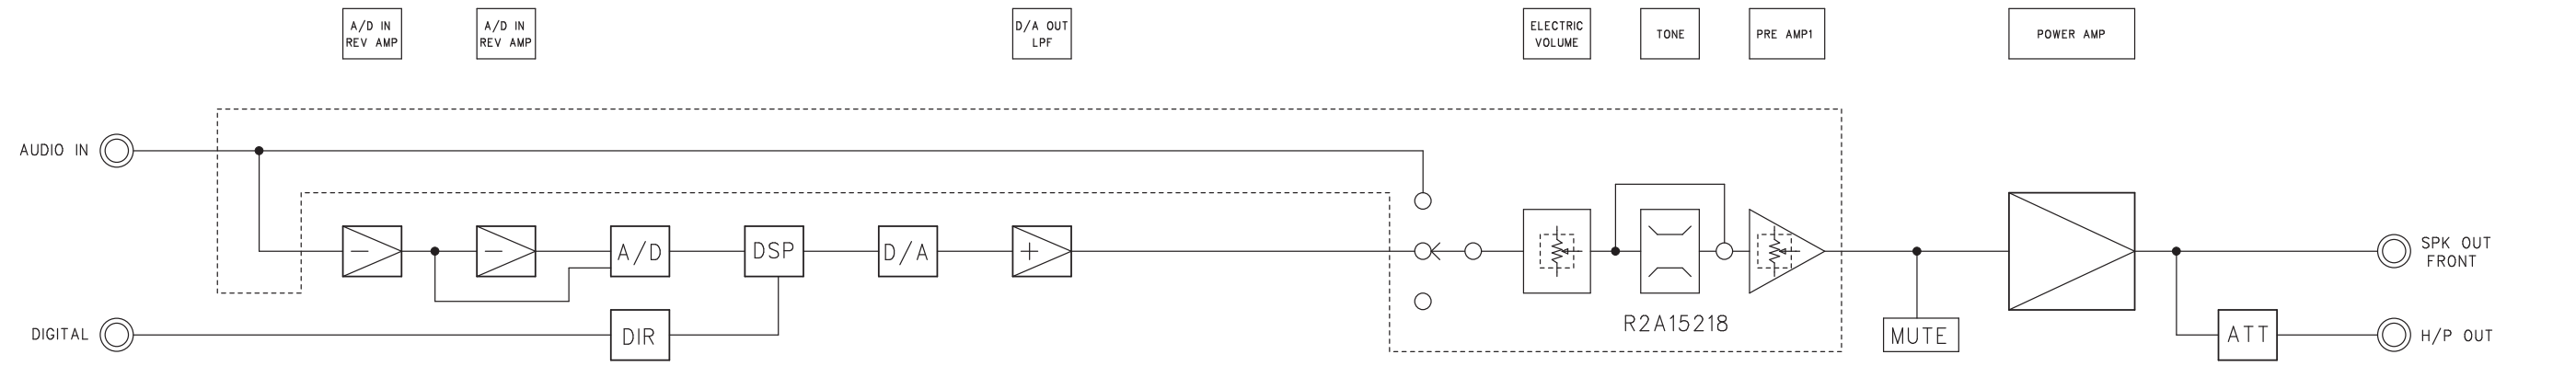 A/D IN
REV AMP
A/D IN
REV AMP
D/A OUT
LPF
ELECTRIC
VOLUME
TONE
PRE AMP1
POWER AMP
AUDIO IN
A/D
DSP
D/A
SPK OUT
FRONT
R2A15218
DIGITAL
DIR
MUTE
ATT
H/P OUT